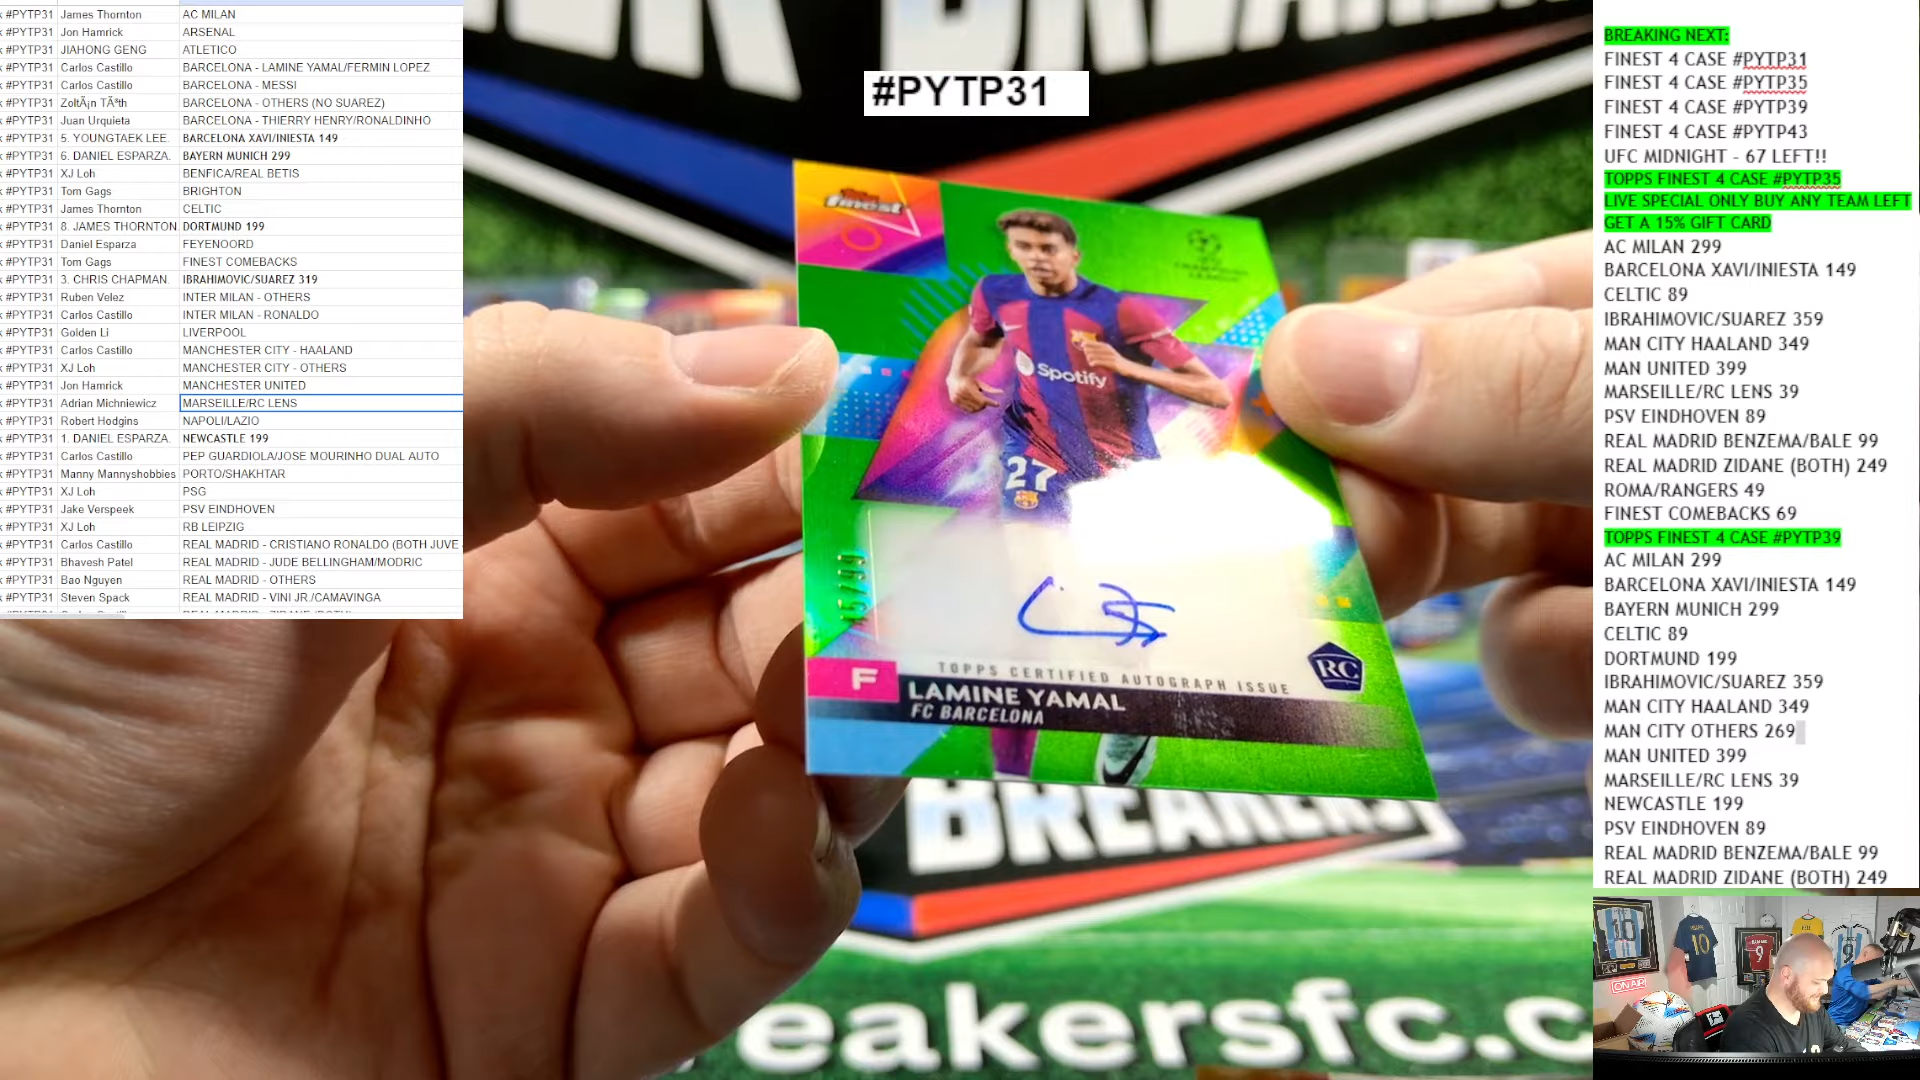 #PYTP31 James Thornton AC MILAN
#PYTP31 Jon Hamrick ARSENAL
#PYTP31 JIAHONG GENG ATLETICO
#PYTP31 Carlos Castillo BARCELONA - LAMINE YAMAL/FERMIN LOPEZ
#PYTP31 Carlos Castillo BARCELONA - MESSI
#PYTP31 ZoltÃ¡n TÃ³th BARCELONA - OTHERS (NO SUAREZ)
#PYTP31 Juan Urquieta BARCELONA - THIERRY HENRY/RONALDINHO
#PYTP31 5. YOUNGTAEK LEE. BARCELONA XAVI/INIESTA 149
#PYTP31 6. DANIEL ESPARZA. BAYERN MUNICH 299
#PYTP31 XJ Loh BENFICA/REAL BETIS
#PYTP31 Tom Gags BRIGHTON
#PYTP31 James Thornton CELTIC
#PYTP31 8. JAMES THORNTON. DORTMUND 199
#PYTP31 Daniel Esparza FEYENOORD
#PYTP31 Tom Gags FINEST COMEBACKS
#PYTP31 3. CHRIS CHAPMAN. IBRAHIMOVIC/SUAREZ 319
#PYTP31 Ruben Velez INTER MILAN - OTHERS
#PYTP31 Carlos Castillo INTER MILAN - RONALDO
#PYTP31 Golden Li LIVERPOOL
#PYTP31 Carlos Castillo MANCHESTER CITY - HAALAND
#PYTP31 XJ Loh MANCHESTER CITY - OTHERS
#PYTP31 Jon Hamrick MANCHESTER UNITED
#PYTP31 Adrian Michniewicz MARSEILLE/RC LENS
#PYTP31 Robert Hodgins NAPOLI/LAZIO
#PYTP31 1. DANIEL ESPARZA. NEWCASTLE 199
#PYTP31 Carlos Castillo PEP GUARDIOLA/JOSE MOURINHO DUAL AUTO
#PYTP31 Manny Mannyshobbies PORTO/SHAKHTAR
#PYTP31 XJ Loh PSG
#PYTP31 Jake Verspeek PSV EINDHOVEN
#PYTP31 XJ Loh RB LEIPZIG
#PYTP31 Carlos Castillo REAL MADRID - CRISTIANO RONALDO (BOTH JUVE
#PYTP31 Bhavesh Patel REAL MADRID - JUDE BELLINGHAM/MODRIC
#PYTP31 Bao Nguyen REAL MADRID - OTHERS
#PYTP31 Steven Spack REAL MADRID - VINI JR./CAMAVINGA
#PYTP31
BREAKERS
finest
CHAMPIONS
LEAGUE
Spotify
27
TOPPS CERTIFIED AUTOGRAPH ISSUE
RC
F LAMINE YAMAL
FC BARCELONA
BREAKERS
eakersfc.c
BREAKING NEXT:
FINEST 4 CASE #PYTP31
FINEST 4 CASE #PYTP35
FINEST 4 CASE #PYTP39
FINEST 4 CASE #PYTP43
UFC MIDNIGHT - 67 LEFT!!
TOPPS FINEST 4 CASE #PYTP35
LIVE SPECIAL ONLY BUY ANY TEAM LEFT
GET A 15% GIFT CARD
AC MILAN 299
BARCELONA XAVI/INIESTA 149
CELTIC 89
IBRAHIMOVIC/SUAREZ 359
MAN CITY HAALAND 349
MAN UNITED 399
MARSEILLE/RC LENS 39
PSV EINDHOVEN 89
REAL MADRID BENZEMA/BALE 99
REAL MADRID ZIDANE (BOTH) 249
ROMA/RANGERS 49
FINEST COMEBACKS 69
TOPPS FINEST 4 CASE #PYTP39
AC MILAN 299
BARCELONA XAVI/INIESTA 149
BAYERN MUNICH 299
CELTIC 89
DORTMUND 199
IBRAHIMOVIC/SUAREZ 359
MAN CITY HAALAND 349
MAN CITY OTHERS 269
MAN UNITED 399
MARSEILLE/RC LENS 39
NEWCASTLE 199
PSV EINDHOVEN 89
REAL MADRID BENZEMA/BALE 99
REAL MADRID ZIDANE (BOTH) 249
10
10
9
9
ON AIR